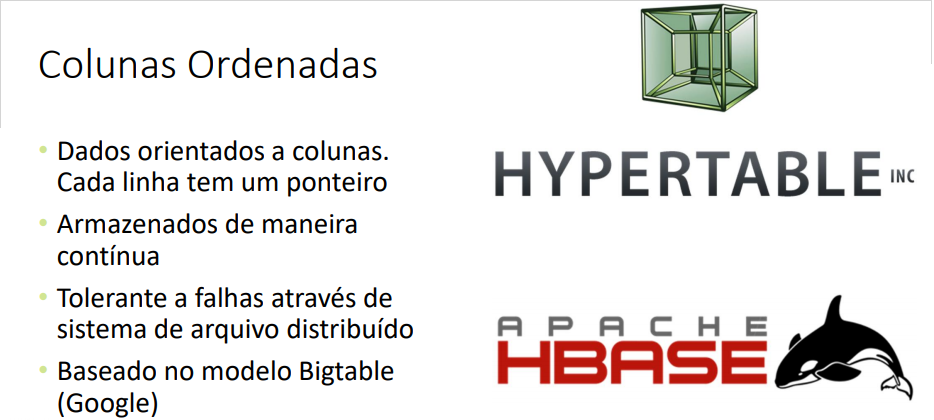 Colunas Ordenadas
• Dados orientados a colunas.
Cada linha tem um ponteiro
• Armazenados de maneira
contínua
• Tolerante a falhas através de
sistema de arquivo distribuído
• Baseado no modelo Bigtable
(Google)
HYPERTABLE INC
APACHE
HBASE